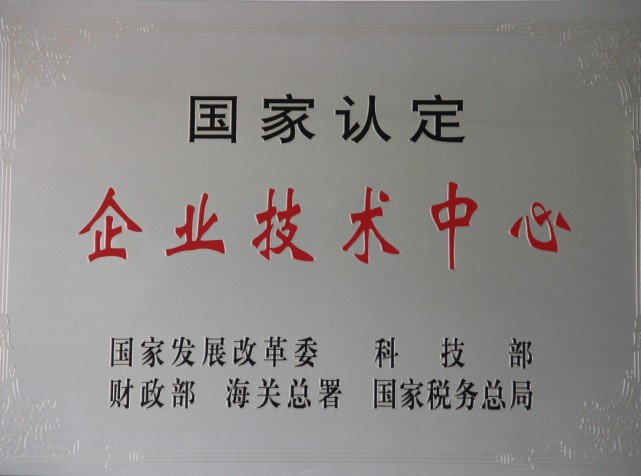 国家认定
企业技术中心
国家发展改革委 科技部
财政部 海关总署 国家税务总局